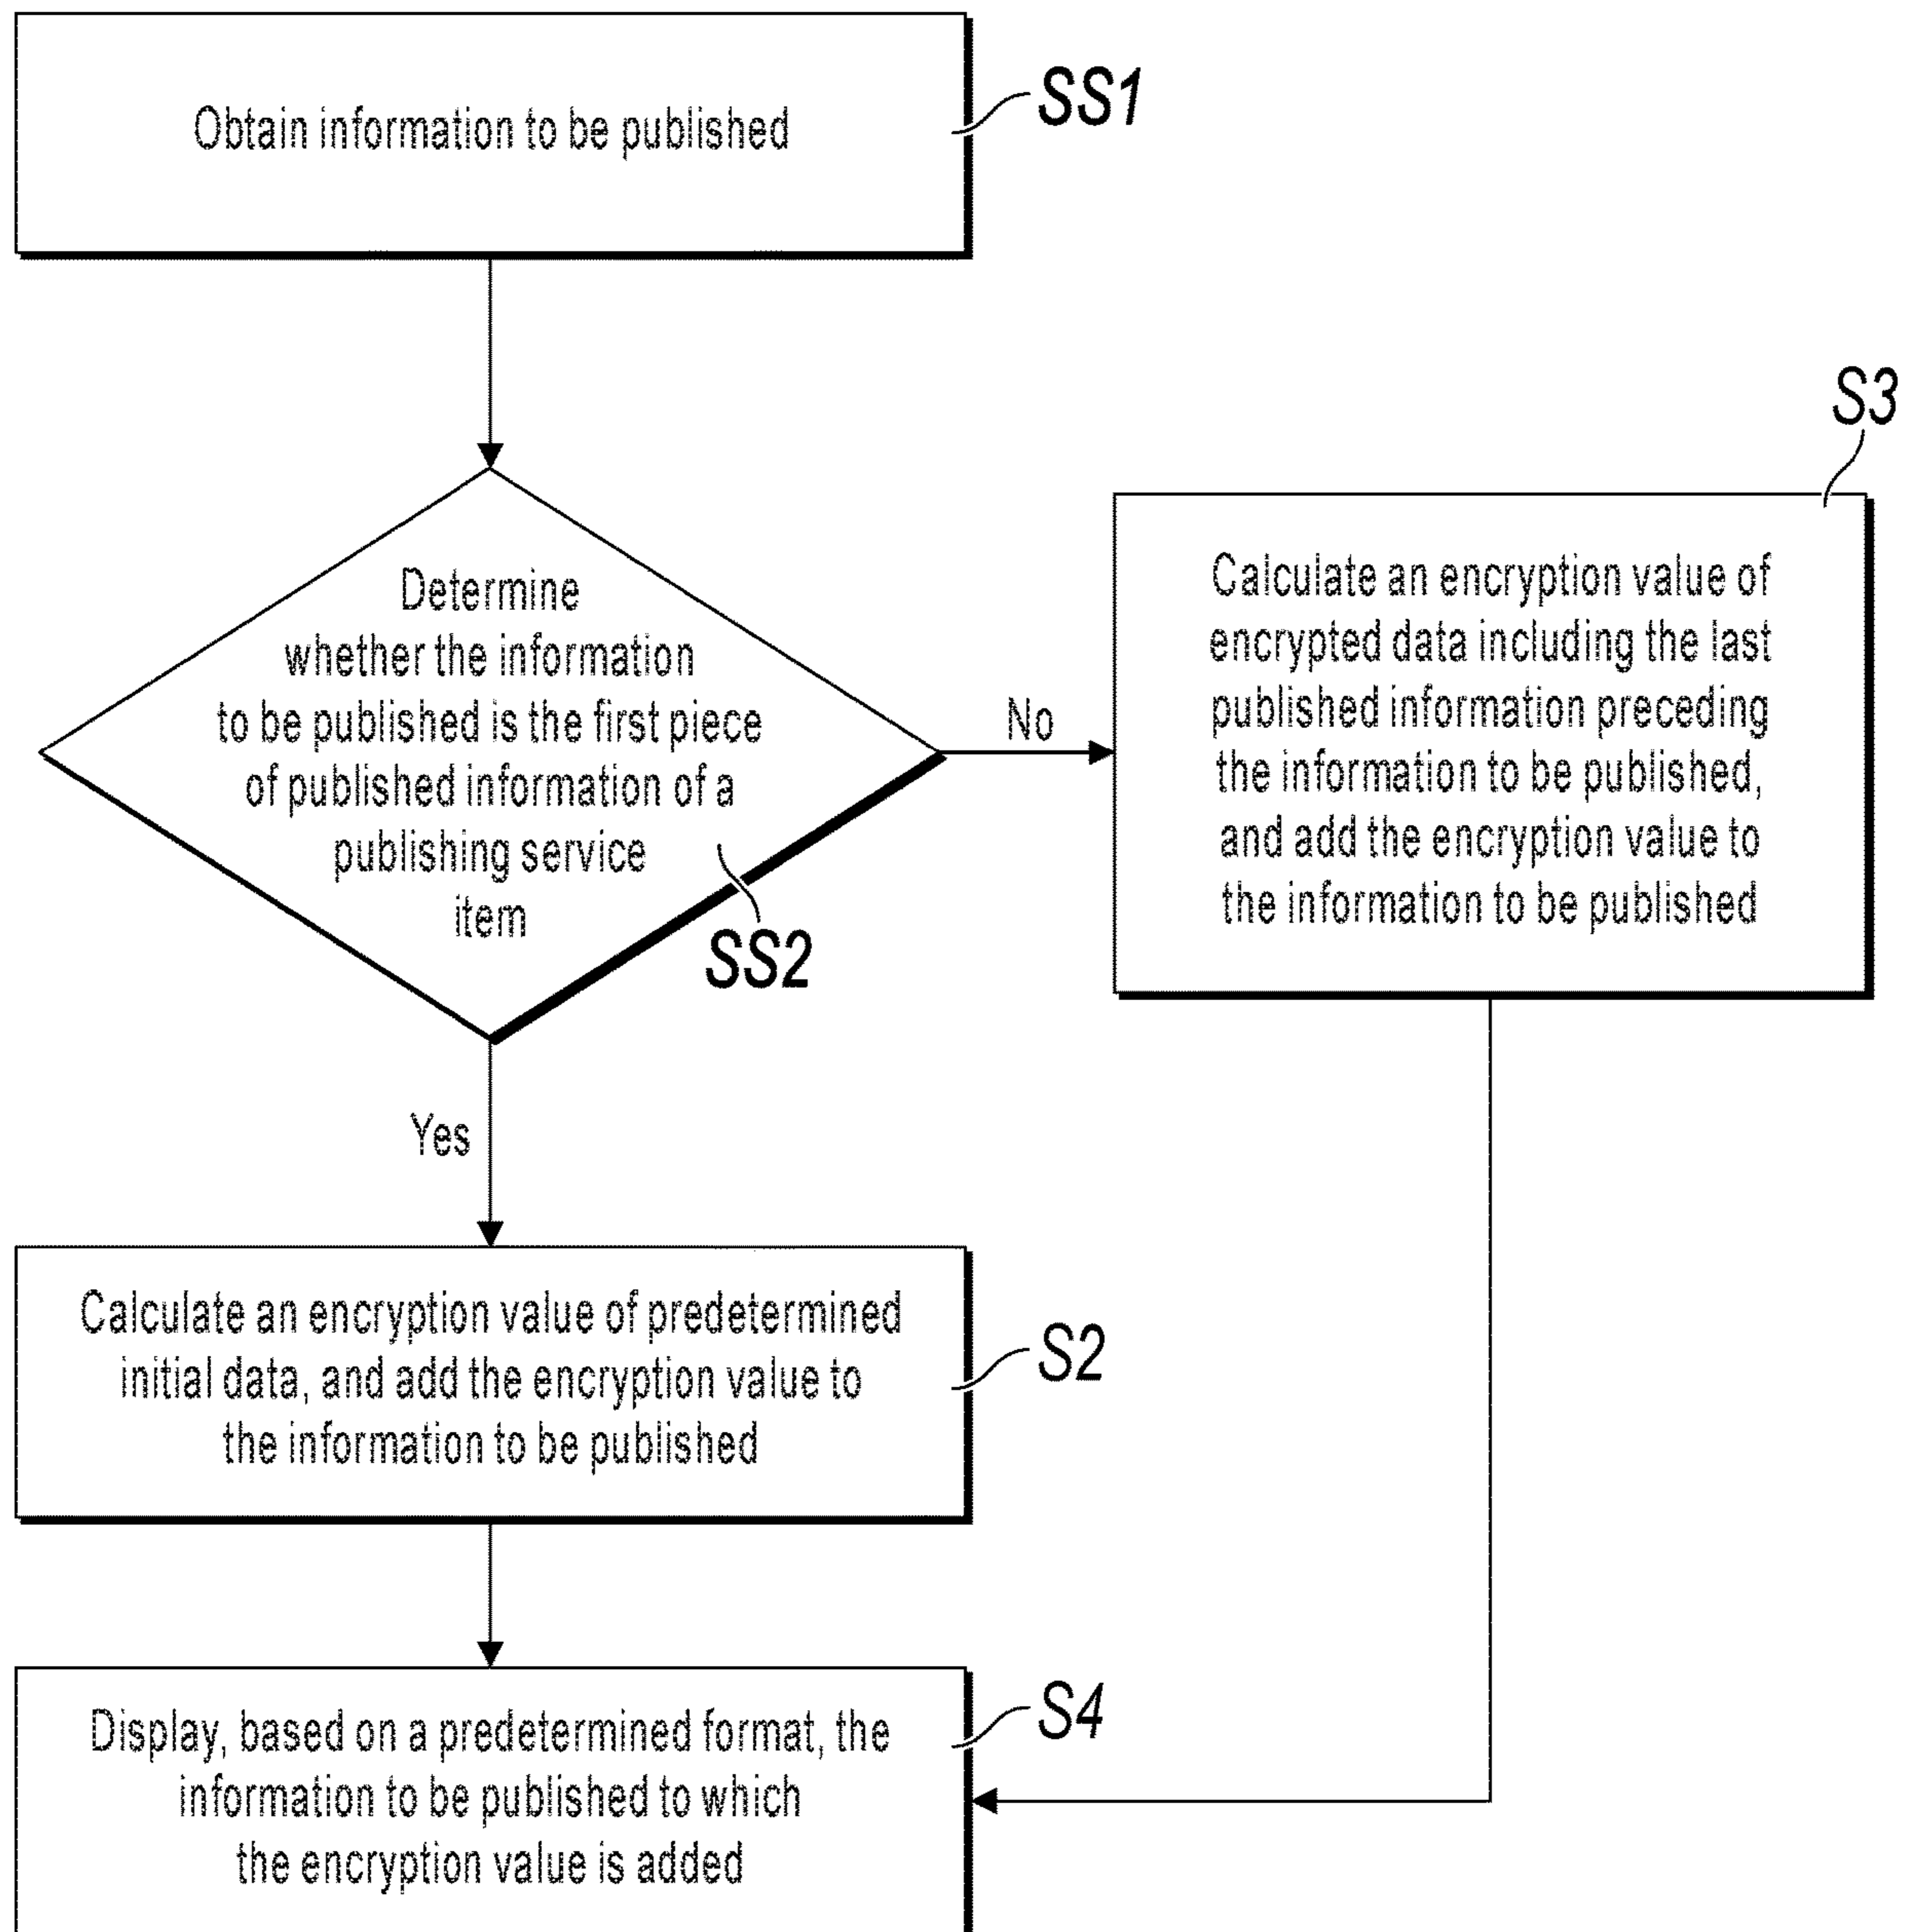 Obtain information to be published
SS1
Determine
whether the information
to be published is the first piece
of published information of a
publishing service
item
SS2
No
S3
Calculate an encryption value of
encrypted data including the last
published information preceding
the information to be published,
and add the encryption value to
the information to be published
Yes
Calculate an encryption value of predetermined
initial data, and add the encryption value to
the information to be published
S2
Display, based on a predetermined format, the
information to be published to which
the encryption value is added
S4